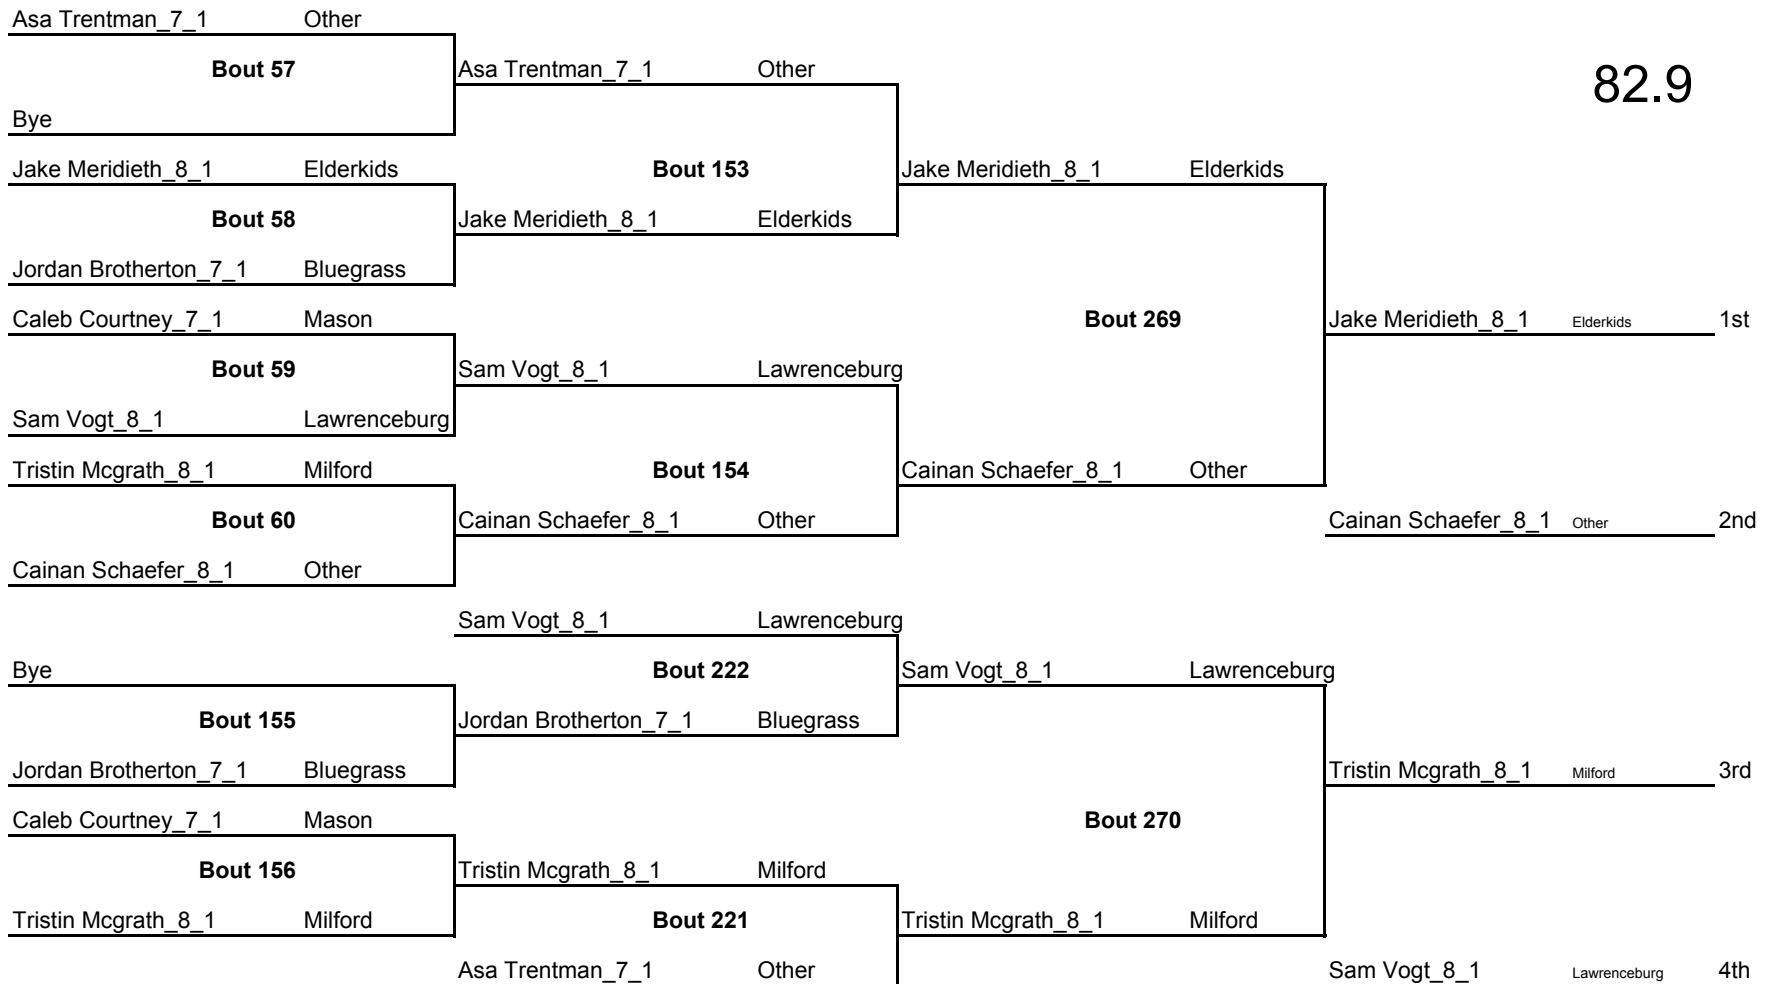 Asa Trentman_7_1 Other
Bout 57 Asa Trentman_7_1 Other 82.9
Bye
Jake Meridieth_8_1 Elderkids Bout 153 Jake Meridieth_8_1 Elderkids
Bout 58 Jake Meridieth_8_1 Elderkids
Jordan Brotherton_7_1 Bluegrass
Caleb Courtney_7_1 Mason Bout 269 Jake Meridieth_8_1 Elderkids 1st
Bout 59 Sam Vogt_8_1 Lawrenceburg
Sam Vogt_8_1 Lawrenceburg
Tristin Mcgrath_8_1 Milford Bout 154 Cainan Schaefer_8_1 Other
Bout 60 Cainan Schaefer_8_1 Other Cainan Schaefer_8_1 Other 2nd
Cainan Schaefer_8_1 Other
Sam Vogt_8_1 Lawrenceburg
Bye Bout 222 Sam Vogt_8_1 Lawrenceburg
Bout 155 Jordan Brotherton_7_1 Bluegrass
Jordan Brotherton_7_1 Bluegrass Tristin Mcgrath_8_1 Milford 3rd
Caleb Courtney_7_1 Mason Bout 270
Bout 156 Tristin Mcgrath_8_1 Milford
Tristin Mcgrath_8_1 Milford Bout 221 Tristin Mcgrath_8_1 Milford
Asa Trentman_7_1 Other Sam Vogt_8_1 Lawrenceburg 4th